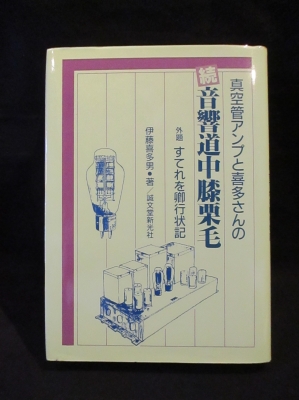 真空管アンプと喜多さんの
続音響道中膝栗毛
外題 すてれを卿行状記
伊藤喜多男・著/誠文堂新光社